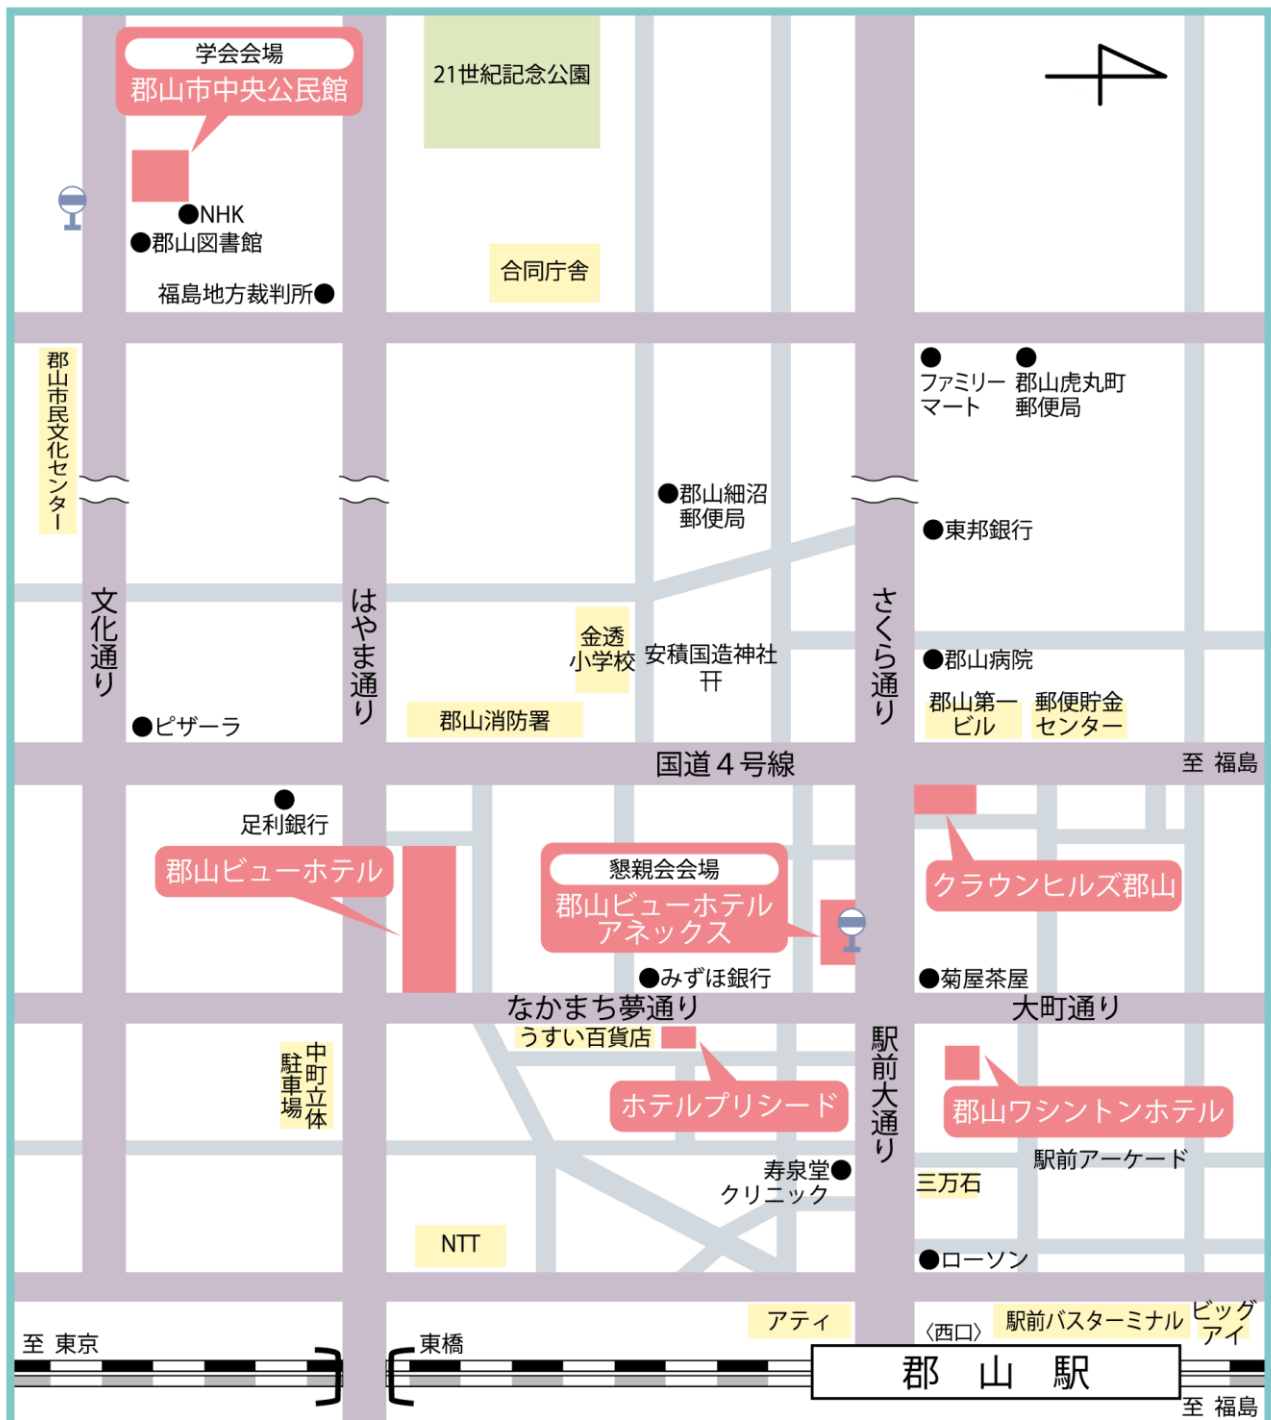 学会会場
郡山市中央公民館
21世紀記念公園
NHK
郡山図書館
福島地方裁判所
合同庁舎
郡山市民文化センター
ファミリー
マート
郡山虎丸町
郵便局
郡山細沼
郵便局
東邦銀行
文化通り
はやま通り
さくら通り
金透
小学校
安積国造神社
郡山病院
郡山消防署
郡山第一
ビル
郵便貯金
センター
ピザーラ
国道４号線
至 福島
足利銀行
郡山ビューホテル
懇親会会場
郡山ビューホテル
アネックス
クラウンヒルズ郡山
みずほ銀行
菊屋茶屋
なかまち夢通り
大町通り
うすい百貨店
駅前大通り
中町立体
駐車場
ホテルプリシード
郡山ワシントンホテル
駅前アーケード
寿泉堂
クリニック
三万石
NTT
ローソン
アティ
〈西口〉
駅前バスターミナル
ビッグ
アイ
至 東京
東橋
郡山駅
至 福島